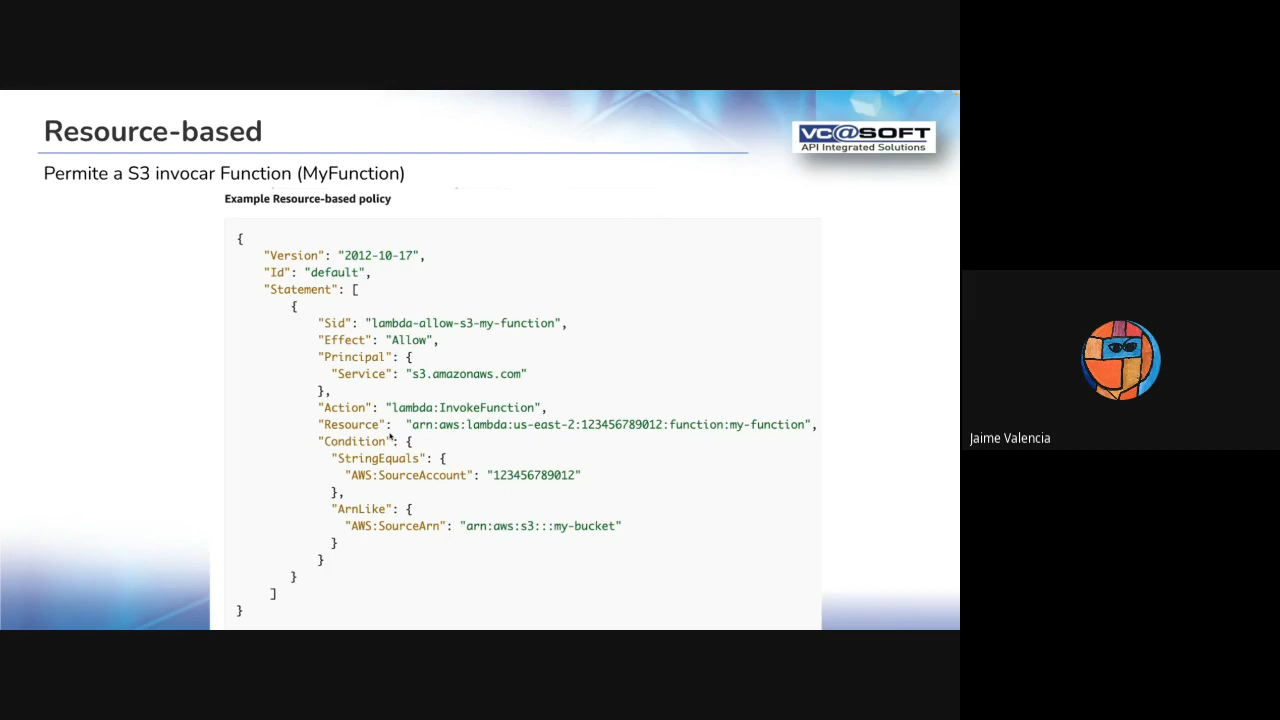 Resource-based
VC@SOFT
API Integrated Solutions
Permite a S3 invocar Function (MyFunction)
Example Resource-based policy
{
"Version": "2012-10-17",
"Id": "default",
"Statement": [
{
"Sid": "lambda-allow-s3-my-function",
"Effect": "Allow",
"Principal": {
"Service": "s3.amazonaws.com"
},
"Action": "lambda:InvokeFunction",
"Resource":  "arn:aws:lambda:us-east-2:123456789012:function:my-function",
"Condition": {
"StringEquals": {
"AWS:SourceAccount": "123456789012"
},
"ArnLike": {
"AWS:SourceArn": "arn:aws:s3:::my-bucket"
}
}
}
]
}
Jaime Valencia